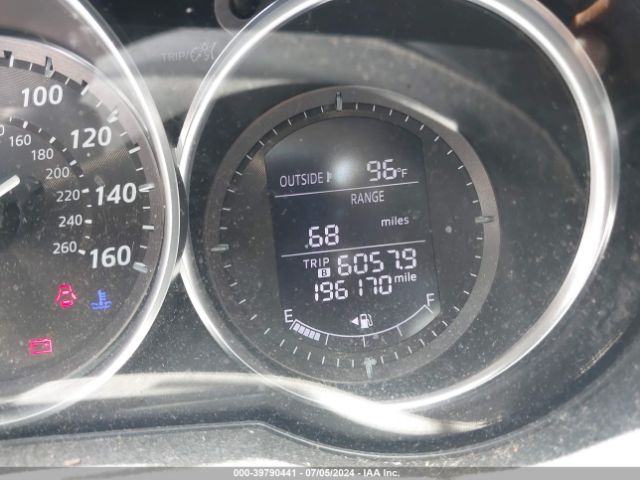 TRIP/
100
120
140
160
160
180
200
220
240
260
OUTSIDE 96°F
RANGE
68 miles
TRIP B 6057.9
196170 mile
E F
000-39790441 - 07/05/2024 - IAA Inc.